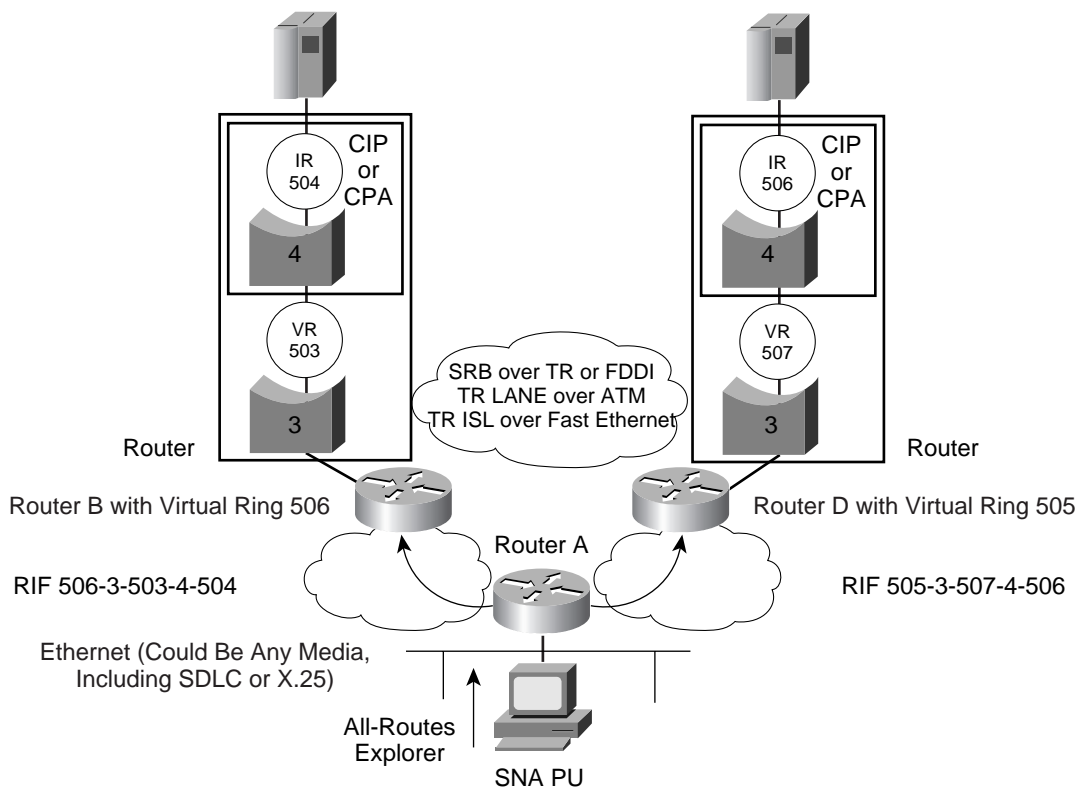 IR
504
CIP
or
CPA
4
VR
503
3
Router
IR
506
CIP
or
CPA
4
VR
507
3
Router
SRB over TR or FDDI
TR LANE over ATM
TR ISL over Fast Ethernet
Router B with Virtual Ring 506
Router D with Virtual Ring 505
Router A
RIF 506-3-503-4-504
RIF 505-3-507-4-506
Ethernet (Could Be Any Media,
Including SDLC or X.25)
All-Routes
Explorer
SNA PU